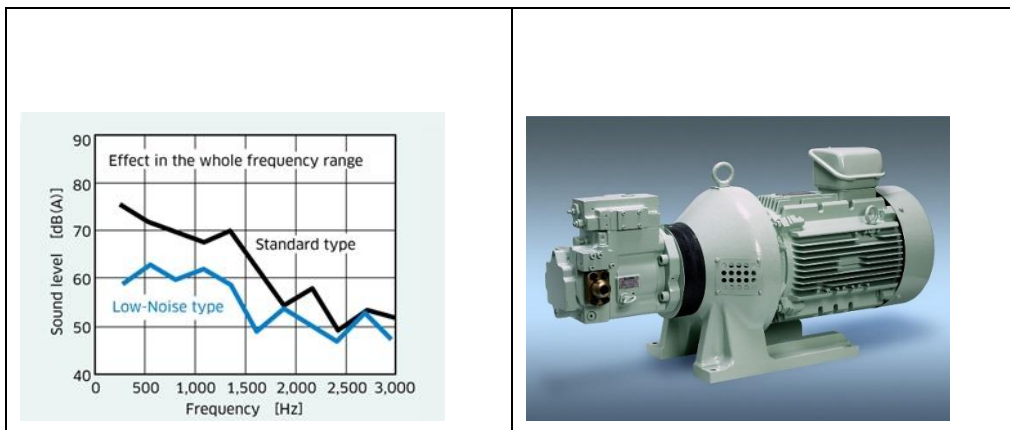 90
Effect in the whole frequency range
80
70
Standard type
60
Low-Noise type
50
40
0 500 1,000 1,500 2,000 2,500 3,000
Frequency [Hz]
Sound level [dB(A)]